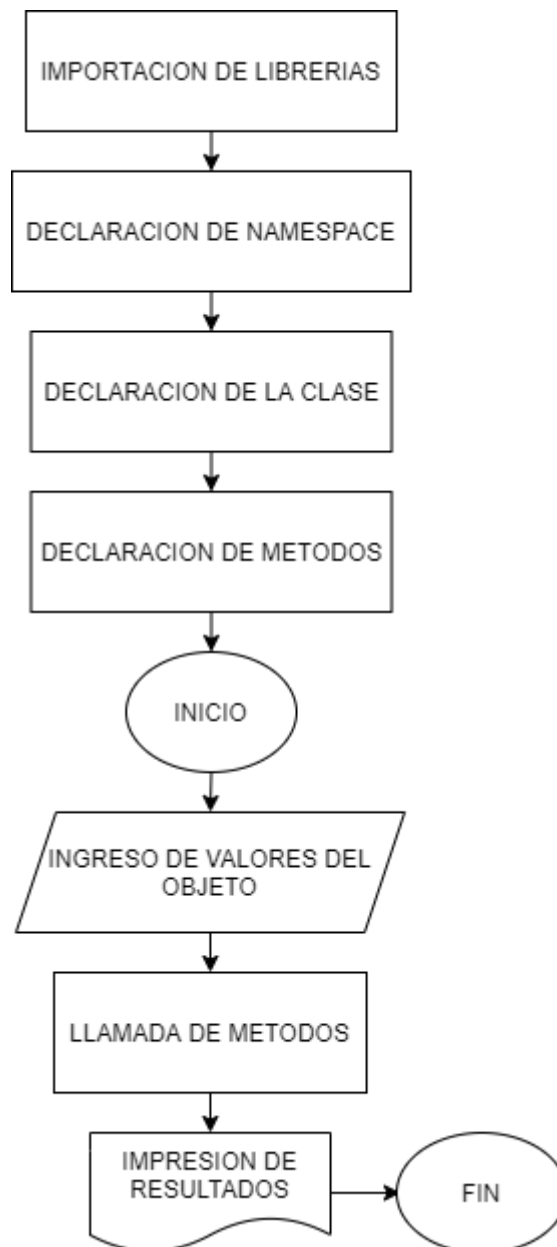 IMPORTACION DE LIBRERIAS
DECLARACION DE NAMESPACE
DECLARACION DE LA CLASE
DECLARACION DE METODOS
INICIO
INGRESO DE VALORES DEL
OBJETO
LLAMADA DE METODOS
IMPRESION DE
RESULTADOS
FIN